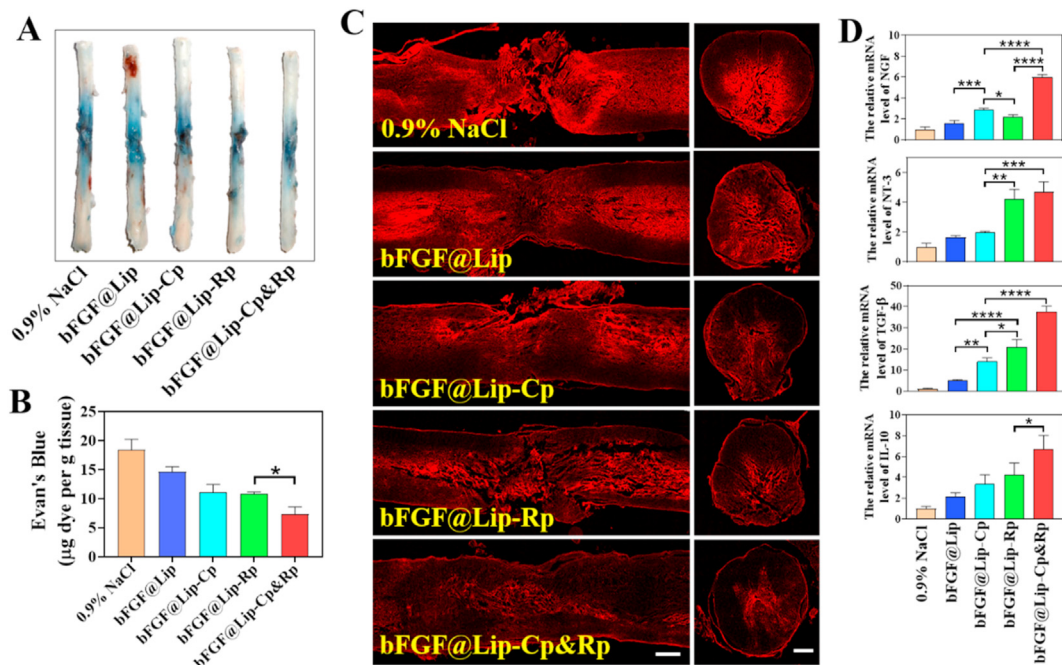 A
0.9% NaCl
bFGF@Lip
bFGF@Lip-Cp
bFGF@Lip-Rp
bFGF@Lip-Cp&Rp
B
Evan's Blue
(μg dye per g tissue)
25
20
15
10
5
0
*
0.9% NaCl
bFGF@Lip
bFGF@Lip-Cp
bFGF@Lip-Rp
bFGF@Lip-Cp&Rp
C
0.9% NaCl
bFGF@Lip
bFGF@Lip-Cp
bFGF@Lip-Rp
bFGF@Lip-Cp&Rp
D
The relative mRNA
level of NGF
10
8
6
4
2
0
****
****
***
*
The relative mRNA
level of NT-3
6
4
2
0
***
**
The relative mRNA
level of TGF-β
50
40
30
20
10
0
****
****
*
**
The relative mRNA
level of IL-10
10
8
6
4
2
0
*
0.9% NaCl
bFGF@Lip
bFGF@Lip-Cp
bFGF@Lip-Rp
bFGF@Lip-Cp&Rp